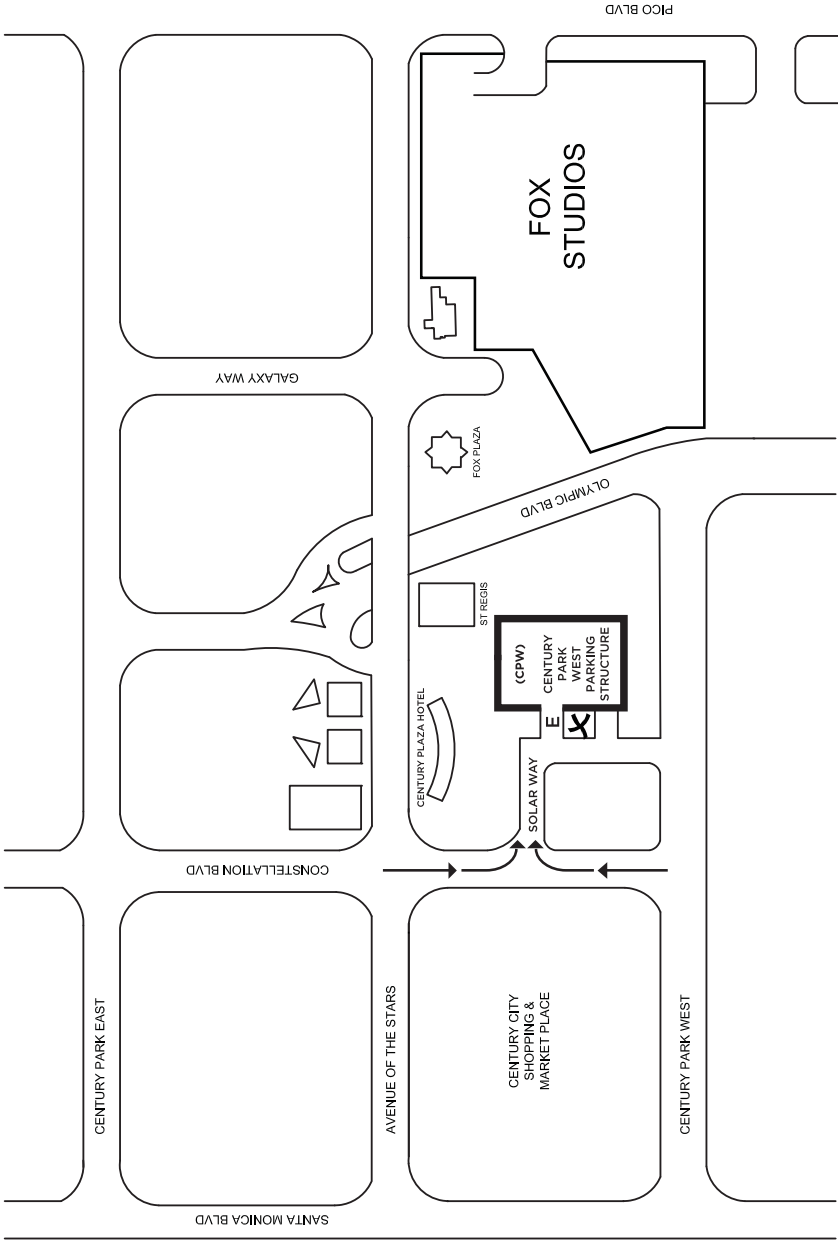 PICO BLVD
FOX
STUDIOS
GALAXY WAY
FOX PLAZA
OLYMPIC BLVD
ST REGIS
(CPW)
CENTURY
PARK
WEST
PARKING
STRUCTURE
CENTURY PLAZA HOTEL
E
SOLAR WAY
CONSTELLATION BLVD
CENTURY PARK EAST
AVENUE OF THE STARS
CENTURY CITY
SHOPPING &
MARKET PLACE
CENTURY PARK WEST
SANTA MONICA BLVD